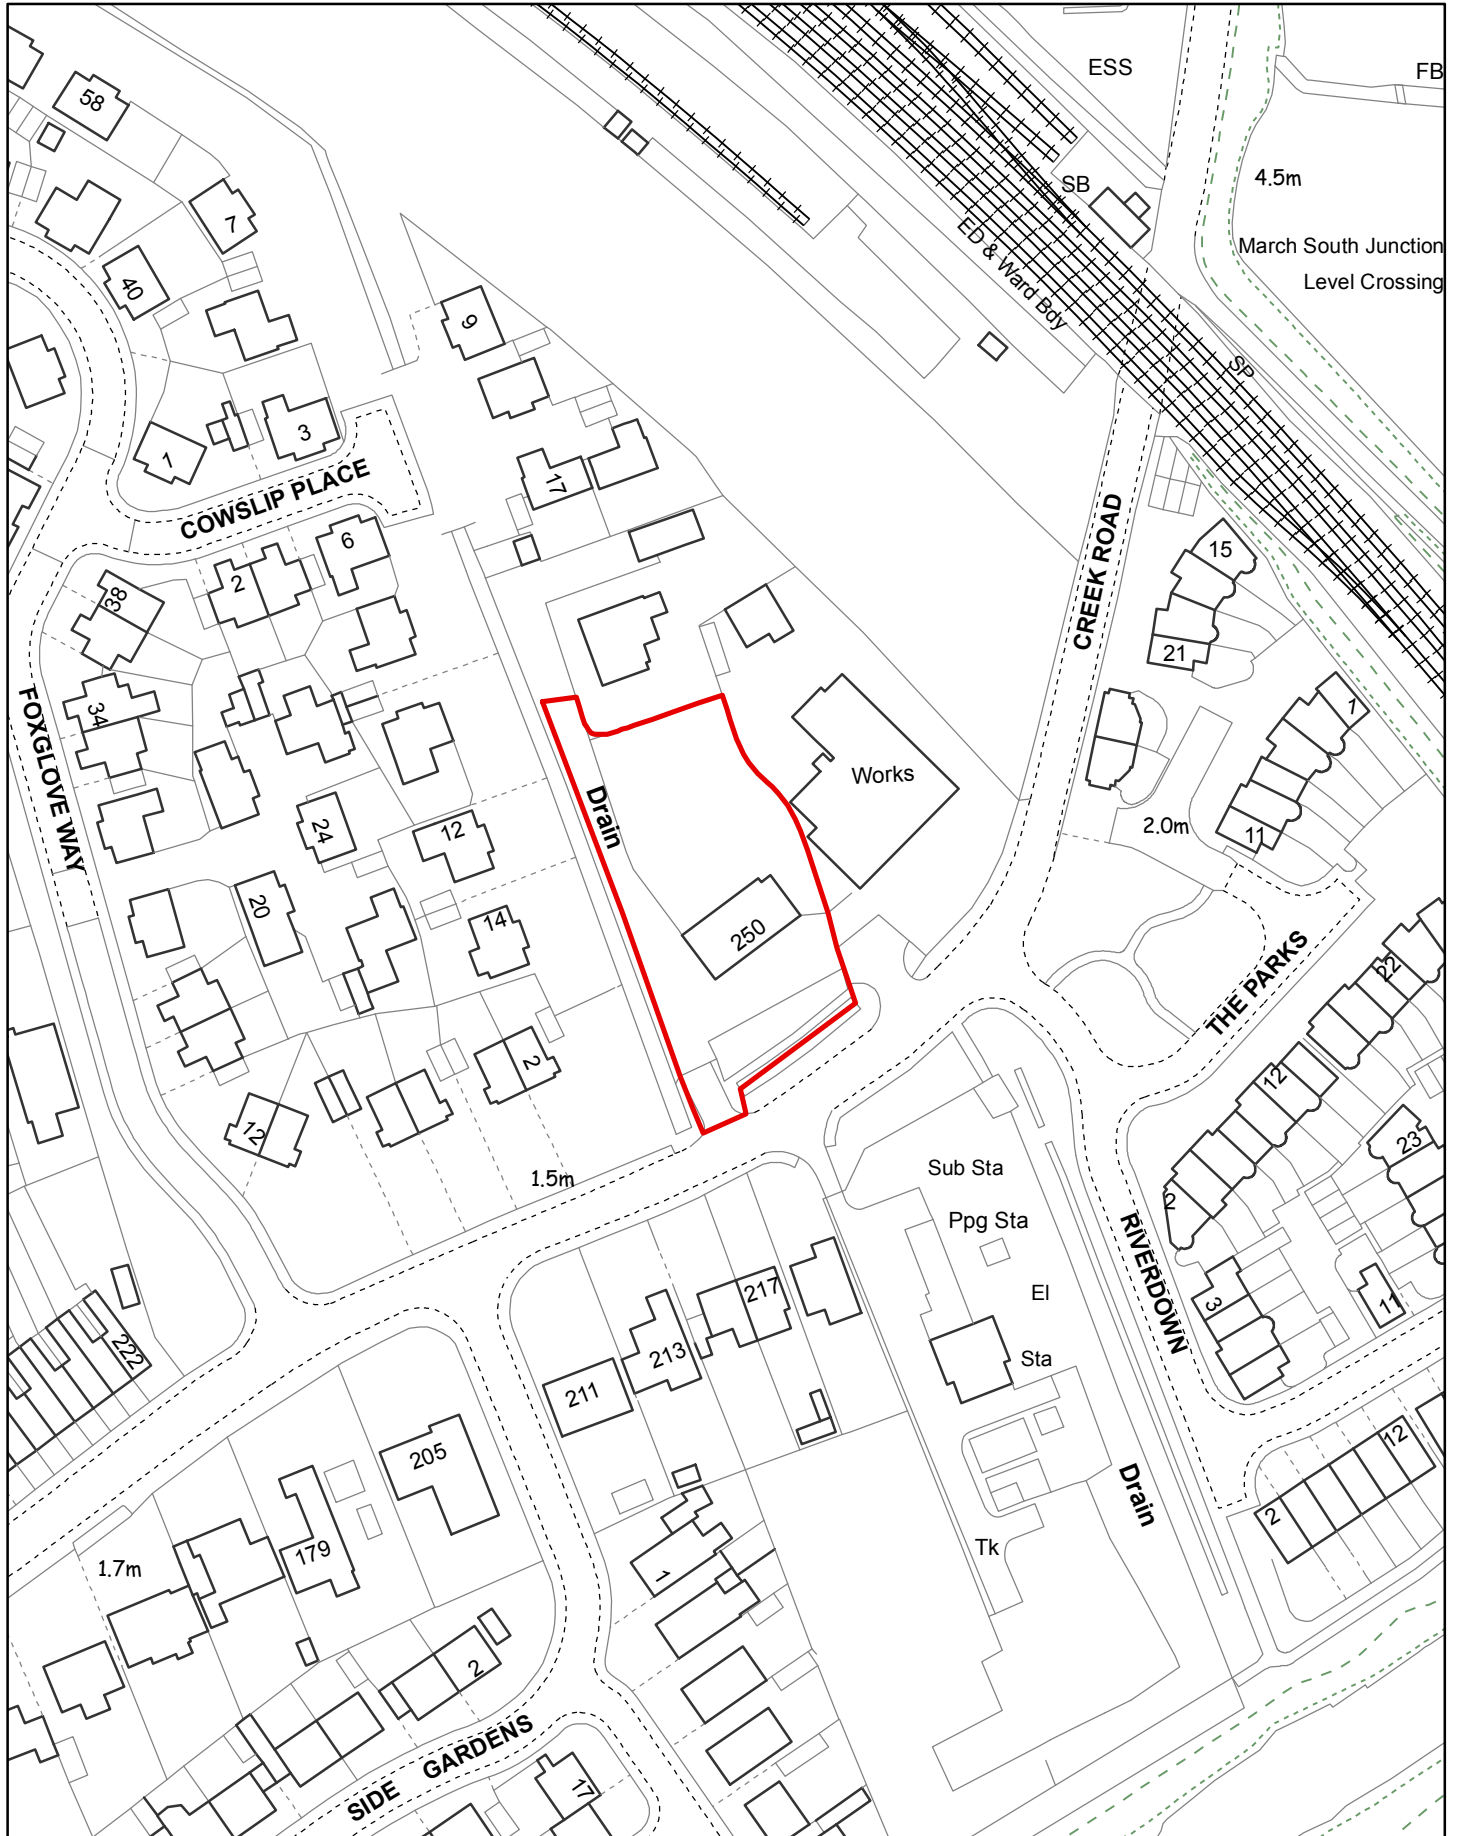 ESS
FB
58
4.5m
SB
7
ED & Ward Bdy
March South Junction
Level Crossing
40
9
SP
3
1
COWSLIP PLACE
17
CREEK ROAD
15
6
2
38
21
34
1
FOXGLOVE WAY
Works
Drain
24
12
2.0m
11
20
14
250
THE PARKS
22
2
12
12
23
1.5m
Sub Sta
2
Ppg Sta
RIVERDOWN
217
El
3
11
222
213
Sta
211
205
12
Drain
2
179
Tk
1.7m
1
2
SIDE GARDENS
17